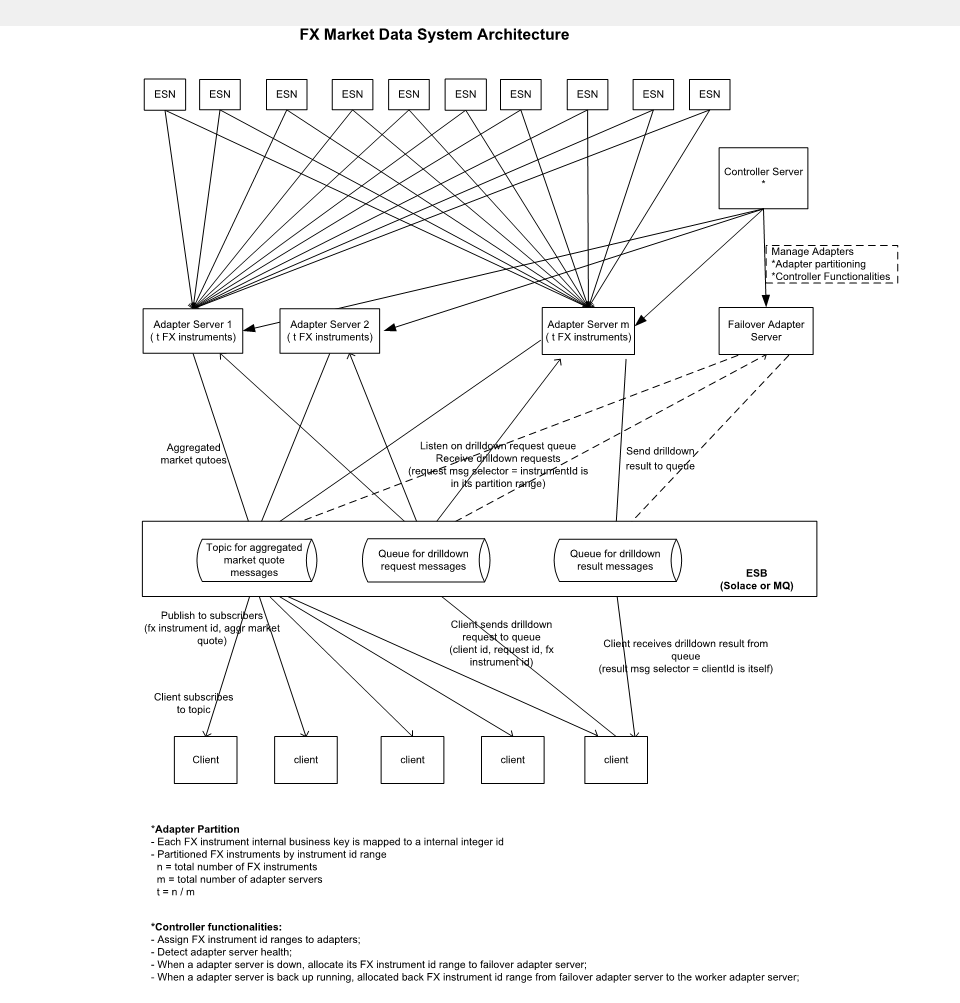 FX Market Data System Architecture
ESN
ESN
ESN
ESN
ESN
ESN
ESN
ESN
ESN
ESN
Controller Server
*
Manage Adapters
*Adapter partitioning
*Controller Functionalities
Adapter Server 1
( t FX instruments)
Adapter Server 2
( t FX instruments)
Adapter Server m
( t FX instruments)
Failover Adapter
Server
Aggregated
market qutoes
Listen on drilldown request queue
Receive drilldown requests
(request msg selector = instrumentId is
in its partition range)
Send drilldown
result to queue
Topic for aggregated
market quote
messages
Queue for drilldown
request messages
Queue for drilldown
result messages
ESB
(Solace or MQ)
Publish to subscribers
(fx instrument id, aggr market
quote)
Client sends drilldown
request to queue
(client id, request id, fx
instrument id)
Client receives drilldown result from
queue
(result msg selector = clientId is itself)
Client subscribes
to topic
Client
client
client
client
client
*Adapter Partition
- Each FX instrument internal business key is mapped to a internal integer id
- Partitioned FX instruments by instrument id range
n = total number of FX instruments
m = total number of adapter servers
t = n / m
*Controller functionalities:
- Assign FX instrument id ranges to adapters;
- Detect adapter server health;
- When a adapter server is down, allocate its FX instrument id range to failover adapter server;
- When a adapter server is back up running, allocated back FX instrument id range from failover adapter server to the worker adapter server;